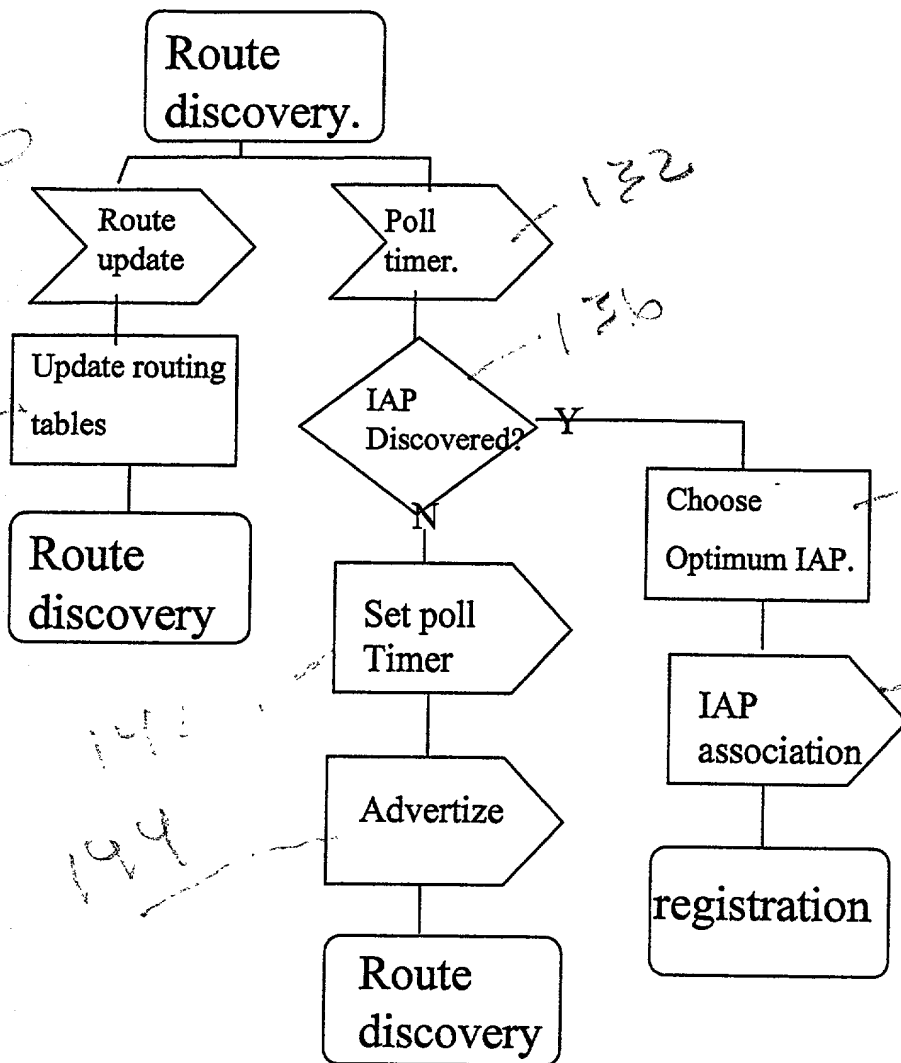 Route
discovery.
Route
update
Poll
timer.
132
136
Update routing
tables
IAP
Discovered?
Y
N
Choose
Optimum IAP.
Route
discovery
Set poll
Timer
IAP
association
Advertize
144
registration
Route
discovery